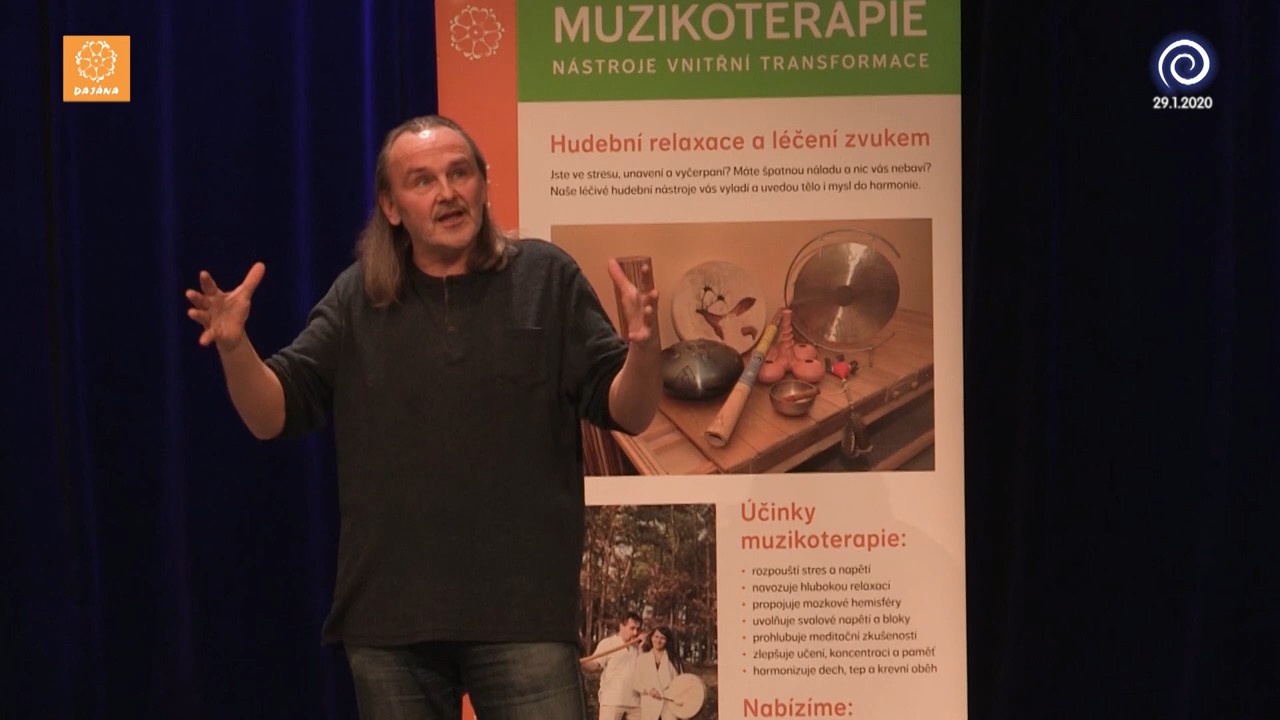 DAJÁNA
29.1.2020
MUZIKOTERAPIE
NÁSTROJE VNITŘNÍ TRANSFORMACE
Hudební relaxace a léčení zvukem
Jste ve stresu, unaveni a vyčerpaní? Máte špatnou náladu a nic vás nebaví?
Naše léčivé hudební nástroje vás vyladí a uvedou tělo i mysl do harmonie.
Účinky
muzikoterapie:
• rozpouští stres a napětí
• navozuje hlubokou relaxaci
• propojuje mozkové hemisféry
• uvolňuje svalové napětí a bloky
• prohlubuje meditační zkušenosti
• zlepšuje učení, koncentraci a paměť
• harmonizuje dech, tep a krevní oběh
Nabízíme: